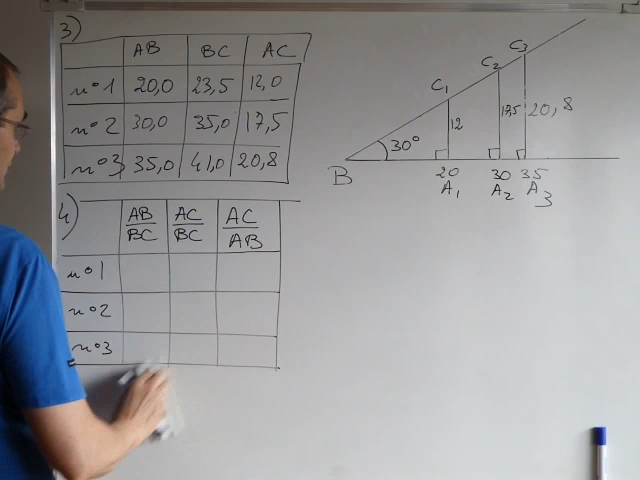 3)
AB BC AC
n°1 20,0 23,5 12,0
n°2 30,0 35,0 17,5
n°3 35,0 41,0 20,8
4)
AB/BC AC/BC AC/AB
n°1
n°2
n°3
C₁ C₂ C₃
30° 12 17,5 20,8
B 20 30 35
A₁ A₂ A₃